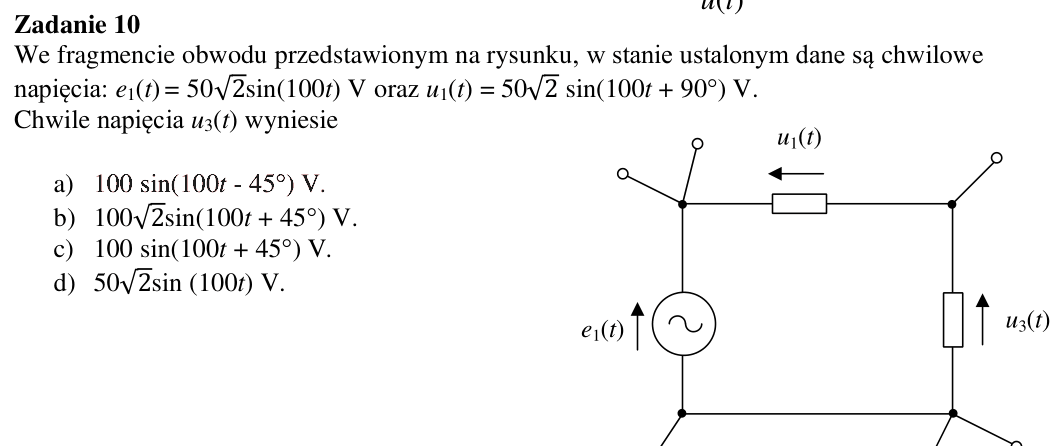 u(t)
Zadanie 10
We fragmencie obwodu przedstawionym na rysunku, w stanie ustalonym dane są chwilowe
napięcia: e₁(t) = 50√2sin(100t) V oraz u₁(t) = 50√2 sin(100t + 90°) V.
Chwile napięcia u₃(t) wyniesie
a) 100 sin(100t - 45°) V.
b) 100√2sin(100t + 45°) V.
c) 100 sin(100t + 45°) V.
d) 50√2sin (100t) V.
u₁(t)
e₁(t)
u₃(t)